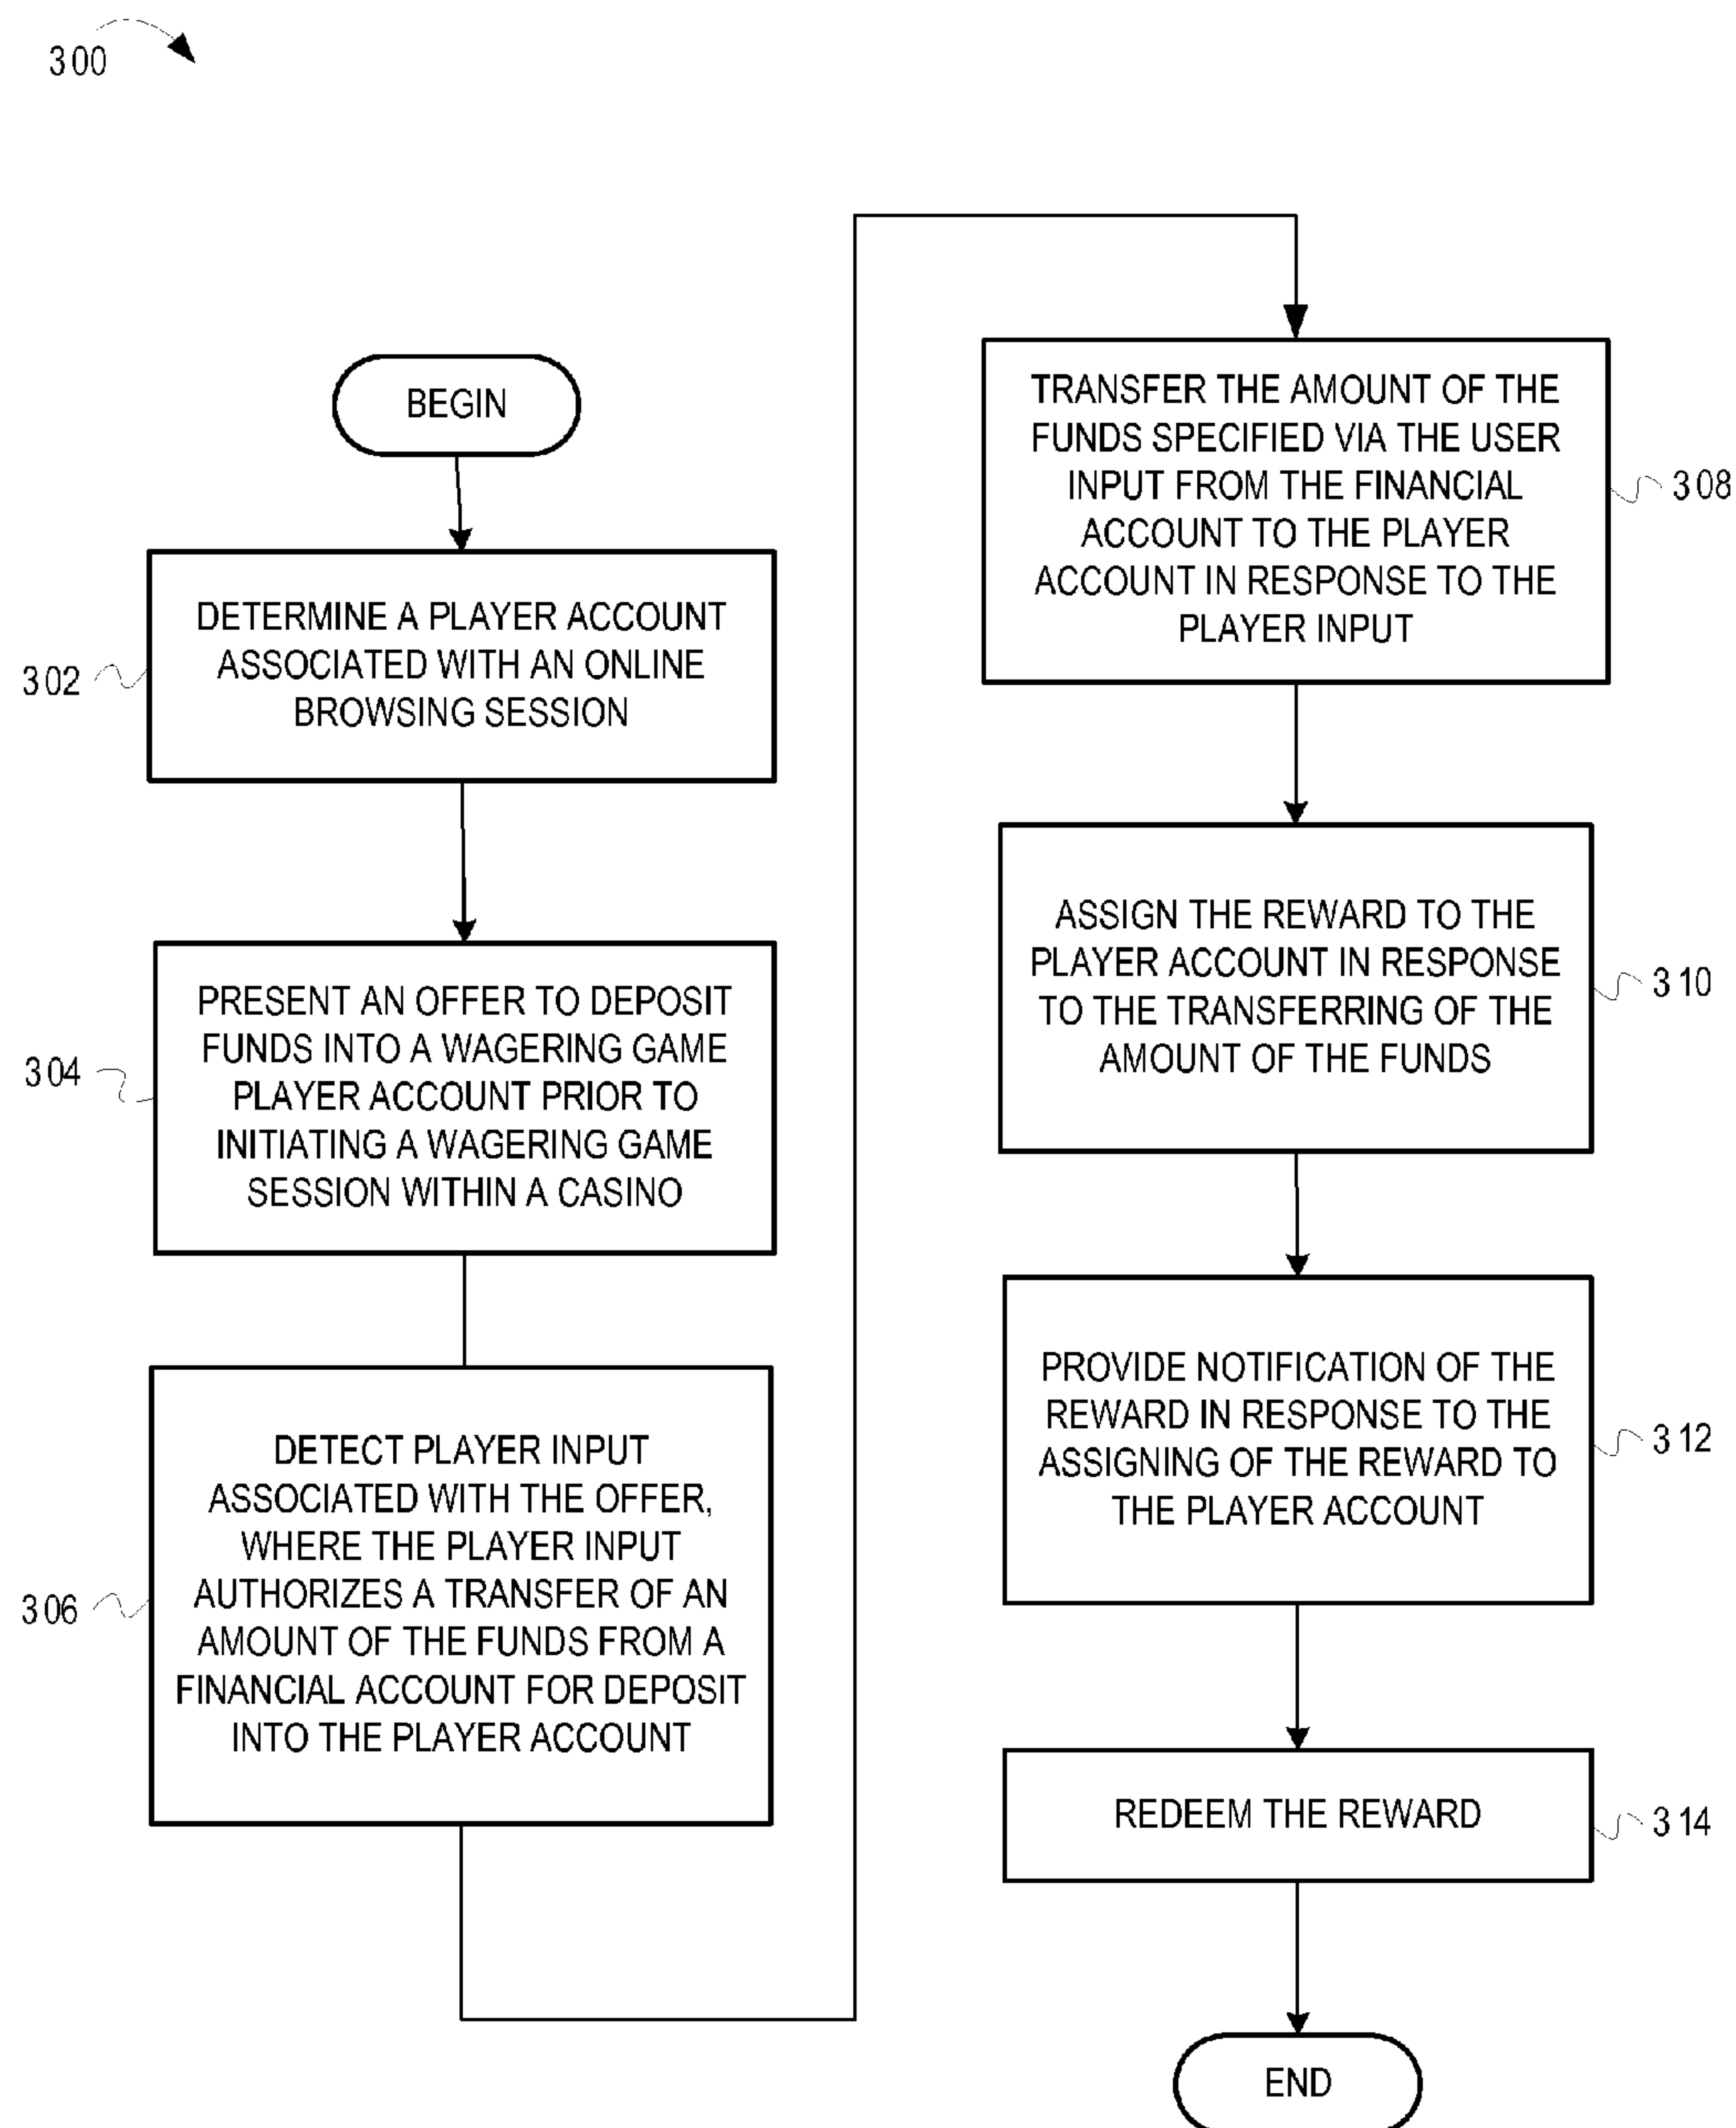 300
BEGIN
302
DETERMINE A PLAYER ACCOUNT
ASSOCIATED WITH AN ONLINE
BROWSING SESSION
304
PRESENT AN OFFER TO DEPOSIT
FUNDS INTO A WAGERING GAME
PLAYER ACCOUNT PRIOR TO
INITIATING A WAGERING GAME
SESSION WITHIN A CASINO
306
DETECT PLAYER INPUT
ASSOCIATED WITH THE OFFER,
WHERE THE PLAYER INPUT
AUTHORIZES A TRANSFER OF AN
AMOUNT OF THE FUNDS FROM A
FINANCIAL ACCOUNT FOR DEPOSIT
INTO THE PLAYER ACCOUNT
TRANSFER THE AMOUNT OF THE
FUNDS SPECIFIED VIA THE USER
INPUT FROM THE FINANCIAL
ACCOUNT TO THE PLAYER
ACCOUNT IN RESPONSE TO THE
PLAYER INPUT
308
ASSIGN THE REWARD TO THE
PLAYER ACCOUNT IN RESPONSE
TO THE TRANSFERRING OF THE
AMOUNT OF THE FUNDS
310
PROVIDE NOTIFICATION OF THE
REWARD IN RESPONSE TO THE
ASSIGNING OF THE REWARD TO
THE PLAYER ACCOUNT
312
REDEEM THE REWARD
314
END